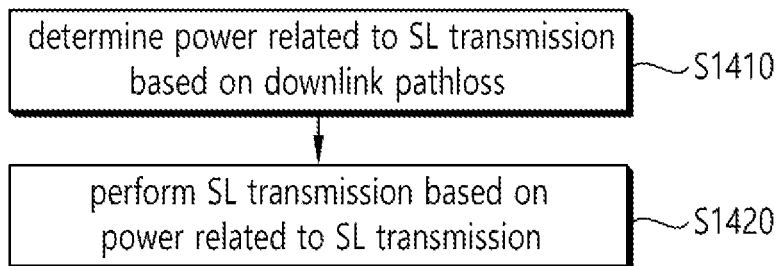 determine power related to SL transmission
based on downlink pathloss
S1410
perform SL transmission based on
power related to SL transmission
S1420